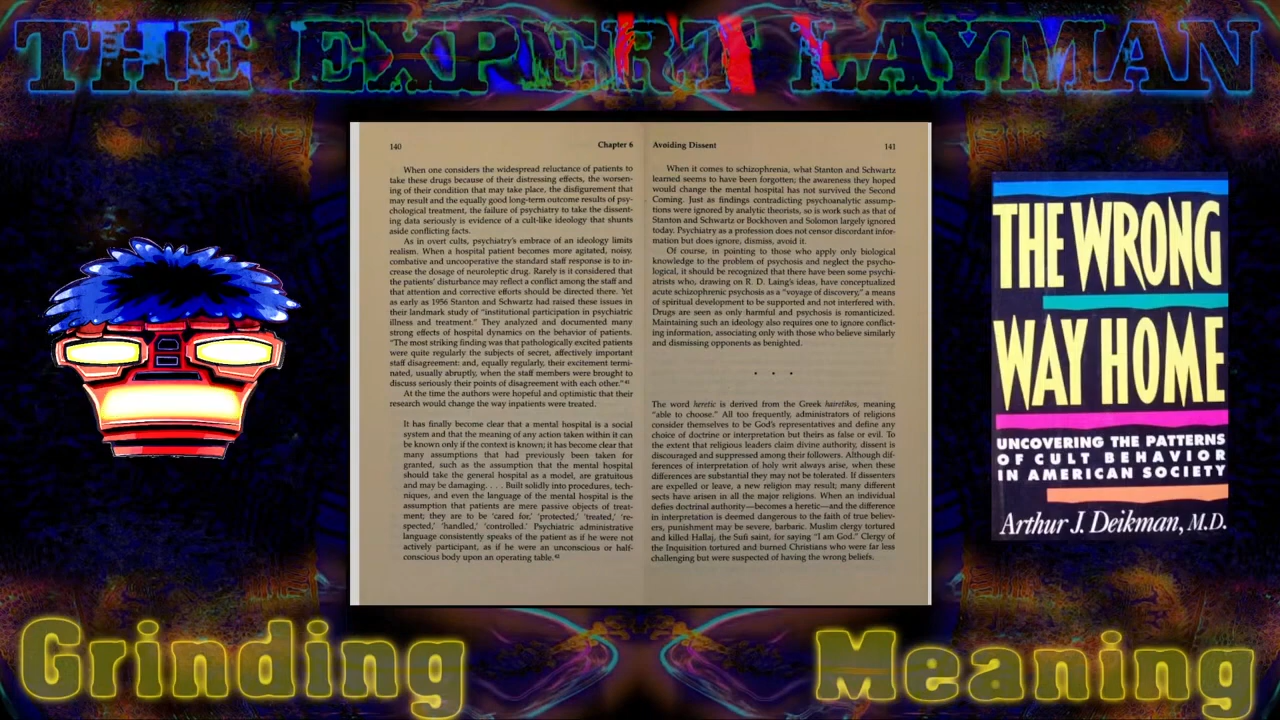 THE EXPERT LAYMAN
140 Chapter 6
When one considers the widespread reluctance of patients to
take these drugs because of their distressing effects, the worsen-
ing of their condition that may take place, the disfigurement that
may result and the equally good long-term outcome results of psy-
chological treatment, the failure of psychiatry to take the dissent-
ing data seriously is evidence of a cult-like ideology that shunts
aside conflicting facts.
As in overt cults, psychiatry's embrace of an ideology limits
realism. When a hospital patient becomes more agitated, noisy,
combative and uncooperative the standard staff response is to in-
crease the dosage of neuroleptic drug. Rarely is it considered that
the patients' disturbance may reflect a conflict among the staff and
that attention and corrective efforts should be directed there. Yet
as early as 1956 Stanton and Schwartz had raised these issues in
their landmark study of "institutional participation in psychiatric
illness and treatment." They analyzed and documented many
strong effects of hospital dynamics on the behavior of patients.
"The most striking finding was that pathologically excited patients
were quite regularly the subjects of secret, affectively important
staff disagreement: and, equally regularly, their excitement termi-
nated, usually abruptly, when the staff members were brought to
discuss seriously their points of disagreement with each other."41
At the time the authors were hopeful and optimistic that their
research would change the way inpatients were treated.
It has finally become clear that a mental hospital is a social
system and that the meaning of any action taken within it can
be known only if the context is known; it has become clear that
many assumptions that had previously been taken for
granted, such as the assumption that the mental hospital
should take the general hospital as a model, are gratuitous
and may be damaging. . . . Built solidly into procedures, tech-
niques, and even the language of the mental hospital is the
assumption that patients are mere passive objects of treat-
ment; they are to be 'cared for,' 'protected,' 'treated,' 're-
spected,' 'handled,' 'controlled.' Psychiatric administrative
language consistently speaks of the patient as if he were not
actively participant, as if he were an unconscious or half-
conscious body upon an operating table.42
Avoiding Dissent 141
When it comes to schizophrenia, what Stanton and Schwartz
learned seems to have been forgotten; the awareness they hoped
would change the mental hospital has not survived the Second
Coming. Just as findings contradicting psychoanalytic assump-
tions were ignored by analytic theorists, so is work such as that of
Stanton and Schwartz or Bockhoven and Solomon largely ignored
today. Psychiatry as a profession does not censor discordant infor-
mation but does ignore, dismiss, avoid it.
Of course, in pointing to those who apply only biological
knowledge to the problem of psychosis and neglect the psycho-
logical, it should be recognized that there have been some psychi-
atrists who, drawing on R. D. Laing's ideas, have conceptualized
acute schizophrenic psychosis as a "voyage of discovery," a means
of spiritual development to be supported and not interfered with.
Drugs are seen as only harmful and psychosis is romanticized.
Maintaining such an ideology also requires one to ignore conflict-
ing information, associating only with those who believe similarly
and dismissing opponents as benighted.
• • •
The word heretic is derived from the Greek hairetikos, meaning
"able to choose." All too frequently, administrators of religions
consider themselves to be God's representatives and define any
choice of doctrine or interpretation but theirs as false or evil. To
the extent that religious leaders claim divine authority, dissent is
discouraged and suppressed among their followers. Although dif-
ferences of interpretation of holy writ always arise, when these
differences are substantial they may not be tolerated. If dissenters
are expelled or leave, a new religion may result; many different
sects have arisen in all the major religions. When an individual
defies doctrinal authority—becomes a heretic—and the difference
in interpretation is deemed dangerous to the faith of true believ-
ers, punishment may be severe, barbaric. Muslim clergy tortured
and killed Hallaj, the Sufi saint, for saying "I am God." Clergy of
the Inquisition tortured and burned Christians who were far less
challenging but were suspected of having the wrong beliefs.
THE WRONG
WAY HOME
UNCOVERING THE PATTERNS
OF CULT BEHAVIOR
IN AMERICAN SOCIETY
Arthur J. Deikman, M.D.
Grinding Meaning